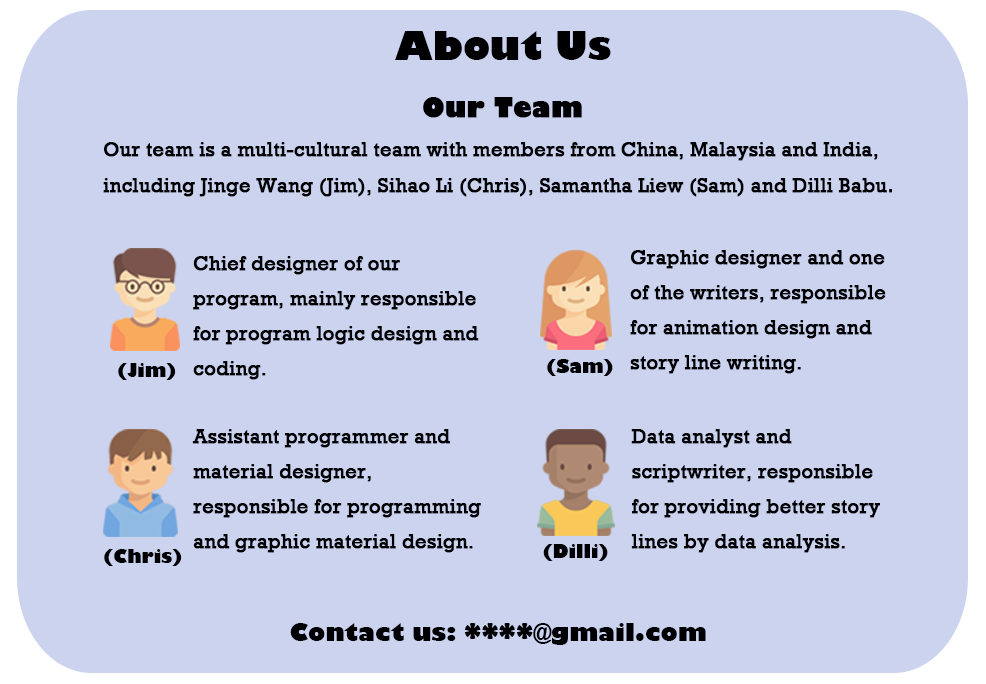 About Us
Our Team
Our team is a multi-cultural team with members from China, Malaysia and India,
including Jinge Wang (Jim), Sihao Li (Chris), Samantha Liew (Sam) and Dilli Babu.
Chief designer of our
program, mainly responsible
for program logic design and
coding.
(Jim)
Graphic designer and one
of the writers, responsible
for animation design and
story line writing.
(Sam)
Assistant programmer and
material designer,
responsible for programming
and graphic material design.
(Chris)
Data analyst and
scriptwriter, responsible
for providing better story
lines by data analysis.
(Dilli)
Contact us: ****@gmail.com